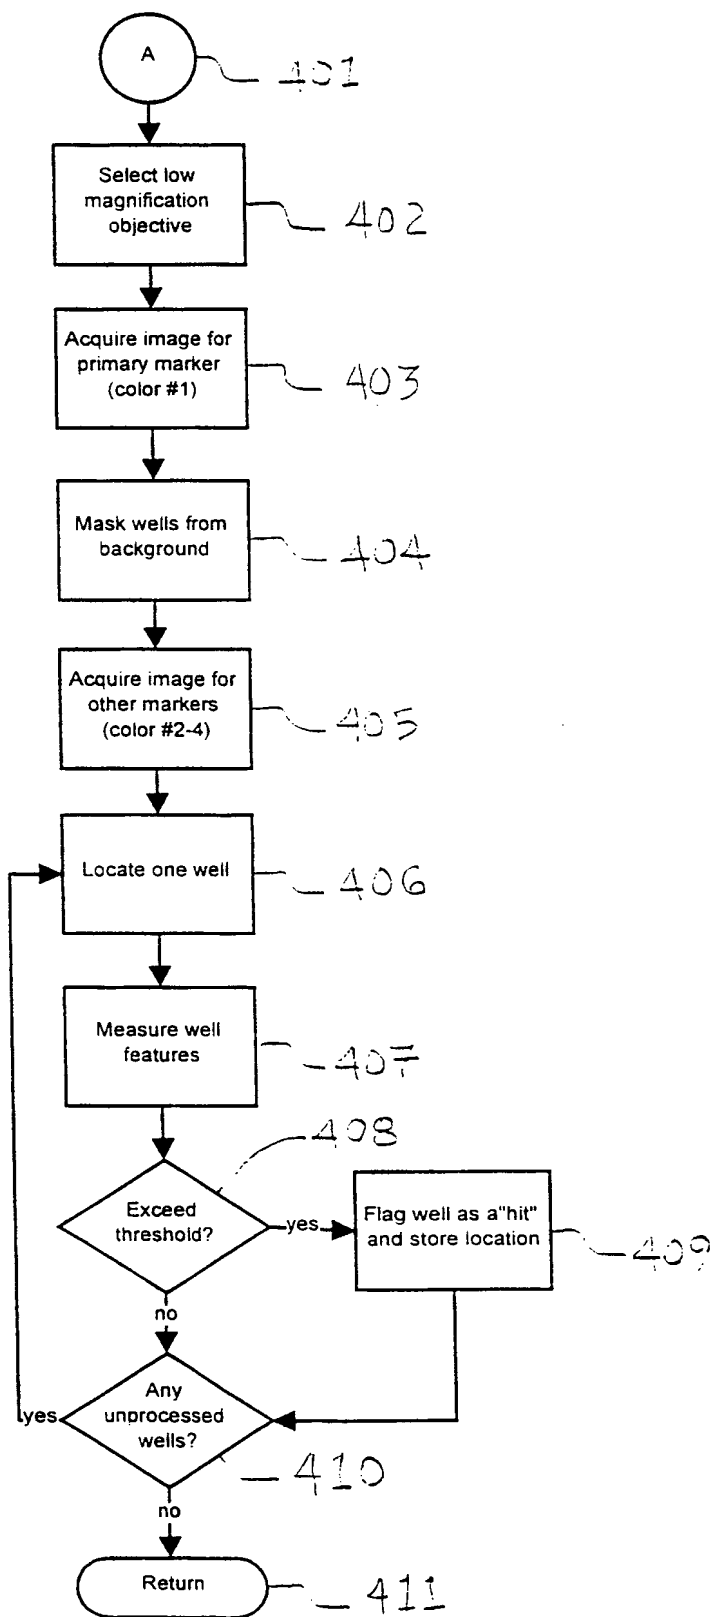 A
401
Select low
magnification
objective
402
Acquire image for
primary marker
(color #1)
403
Mask wells from
background
404
Acquire image for
other markers
(color #2-4)
405
Locate one well
406
Measure well
features
407
408
Exceed
threshold?
yes
Flag well as a"hit"
and store location
409
no
Any
unprocessed
wells?
yes
410
no
Return
411